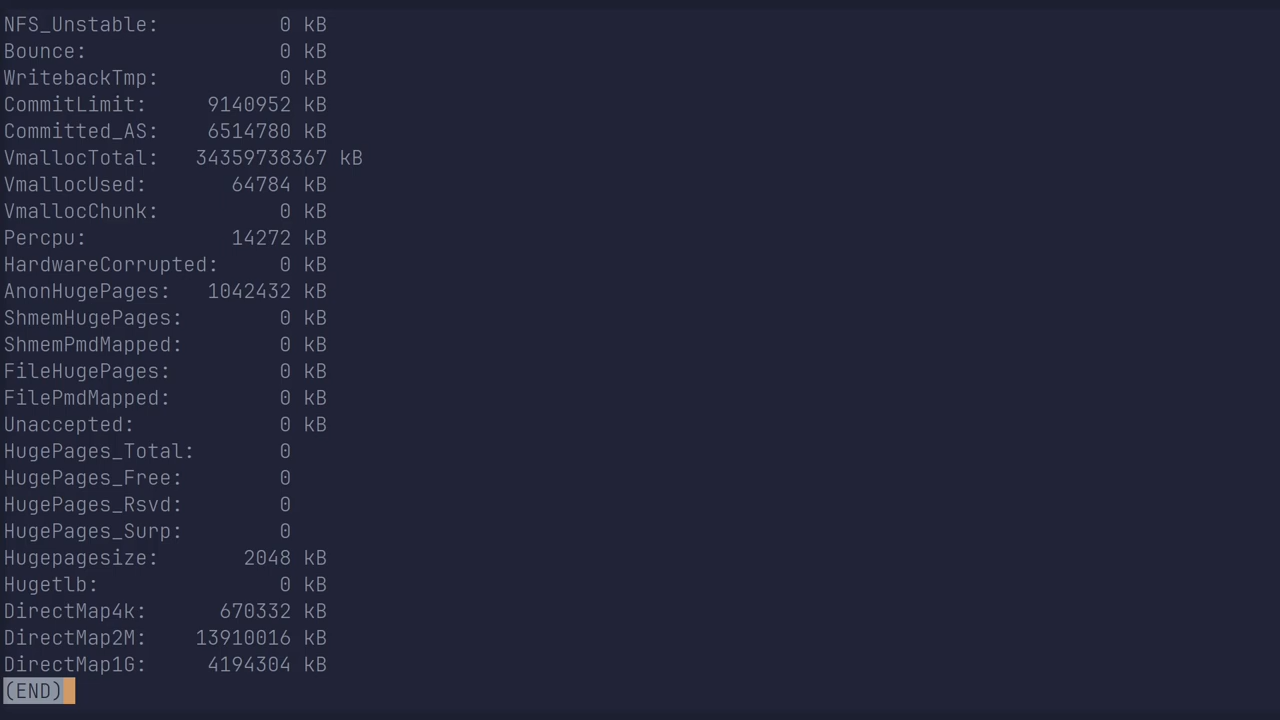 NFS_Unstable:          0 kB
Bounce:                0 kB
WritebackTmp:          0 kB
CommitLimit:     9140952 kB
Committed_AS:    6514780 kB
VmallocTotal:   34359738367 kB
VmallocUsed:       64784 kB
VmallocChunk:          0 kB
Percpu:            14272 kB
HardwareCorrupted:     0 kB
AnonHugePages:   1042432 kB
ShmemHugePages:        0 kB
ShmemPmdMapped:        0 kB
FileHugePages:         0 kB
FilePmdMapped:         0 kB
Unaccepted:            0 kB
HugePages_Total:       0
HugePages_Free:        0
HugePages_Rsvd:        0
HugePages_Surp:        0
Hugepagesize:       2048 kB
Hugetlb:               0 kB
DirectMap4k:      670332 kB
DirectMap2M:    13910016 kB
DirectMap1G:     4194304 kB
(END)